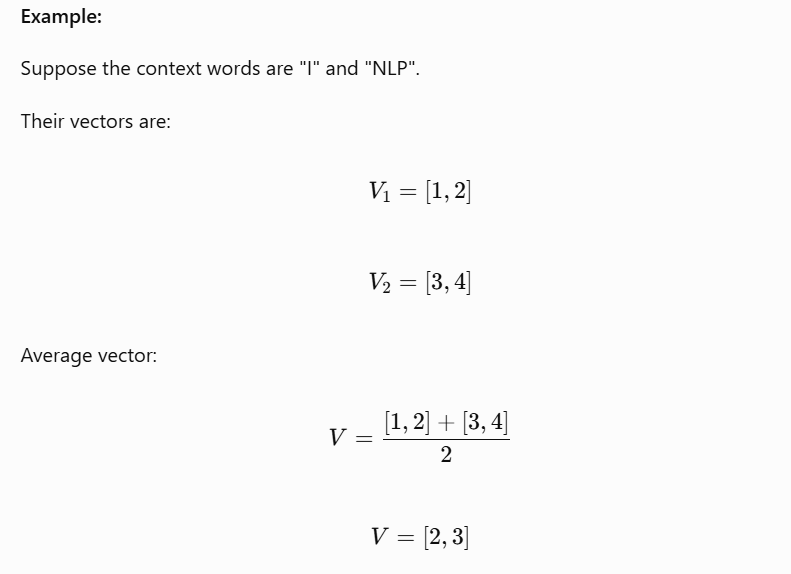 Example:
Suppose the context words are "I" and "NLP".
Their vectors are:
V₁ = [1, 2]
V₂ = [3, 4]
Average vector:
V = \frac{[1, 2] + [3, 4]}{2}
V = [2, 3]